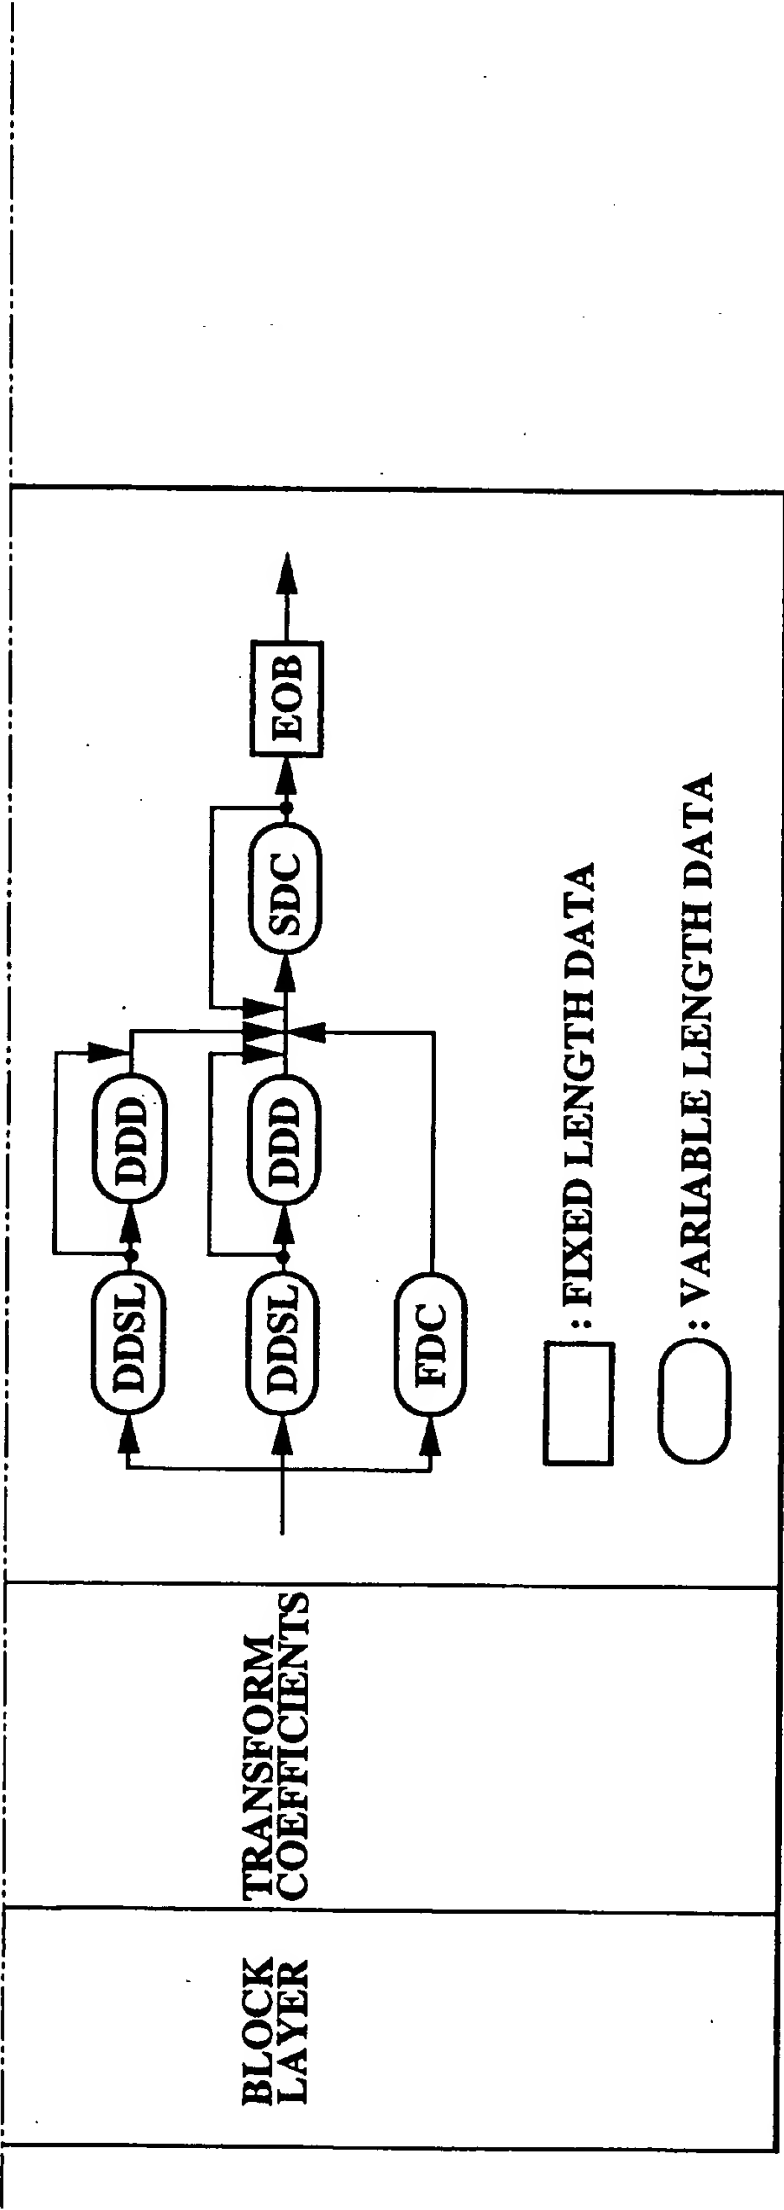 BLOCK
LAYER
TRANSFORM
COEFFICIENTS
DDSL
DDD
DDSL
DDD
SDC
EOB
FDC
: FIXED LENGTH DATA
: VARIABLE LENGTH DATA